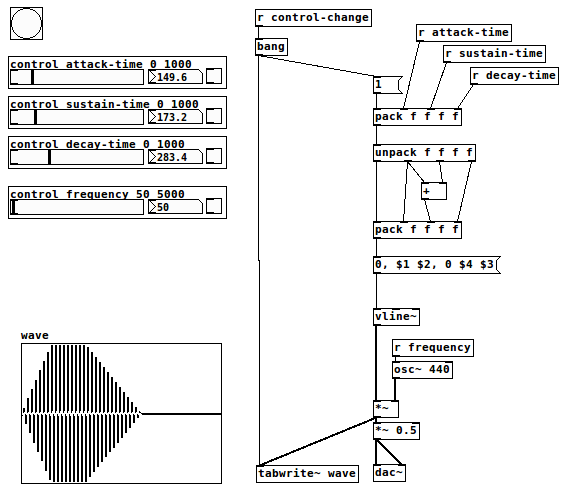 control attack-time 0 1000
149.6
control sustain-time 0 1000
173.2
control decay-time 0 1000
283.4
control frequency 50 5000
50
wave
r control-change
bang
r attack-time
r sustain-time
r decay-time
1
pack f f f f
unpack f f f f
+
pack f f f f
0, $1 $2, 0 $4 $3
vline~
r frequency
osc~ 440
*~
*~ 0.5
tabwrite~ wave
dac~